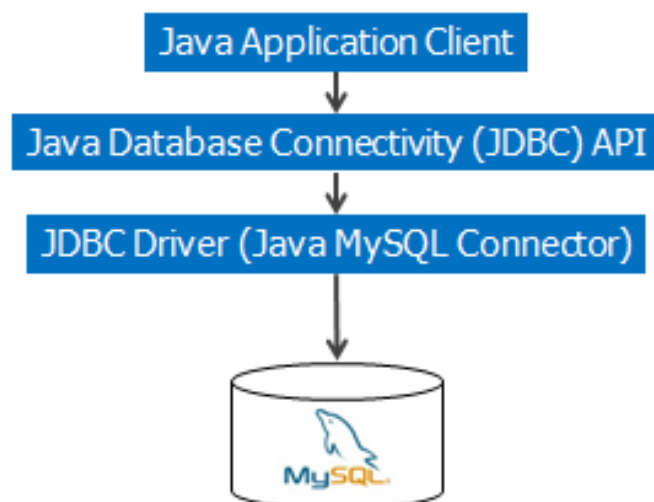 Java Application Client
Java Database Connectivity (JDBC) API
JDBC Driver (Java MySQL Connector)
MySQL